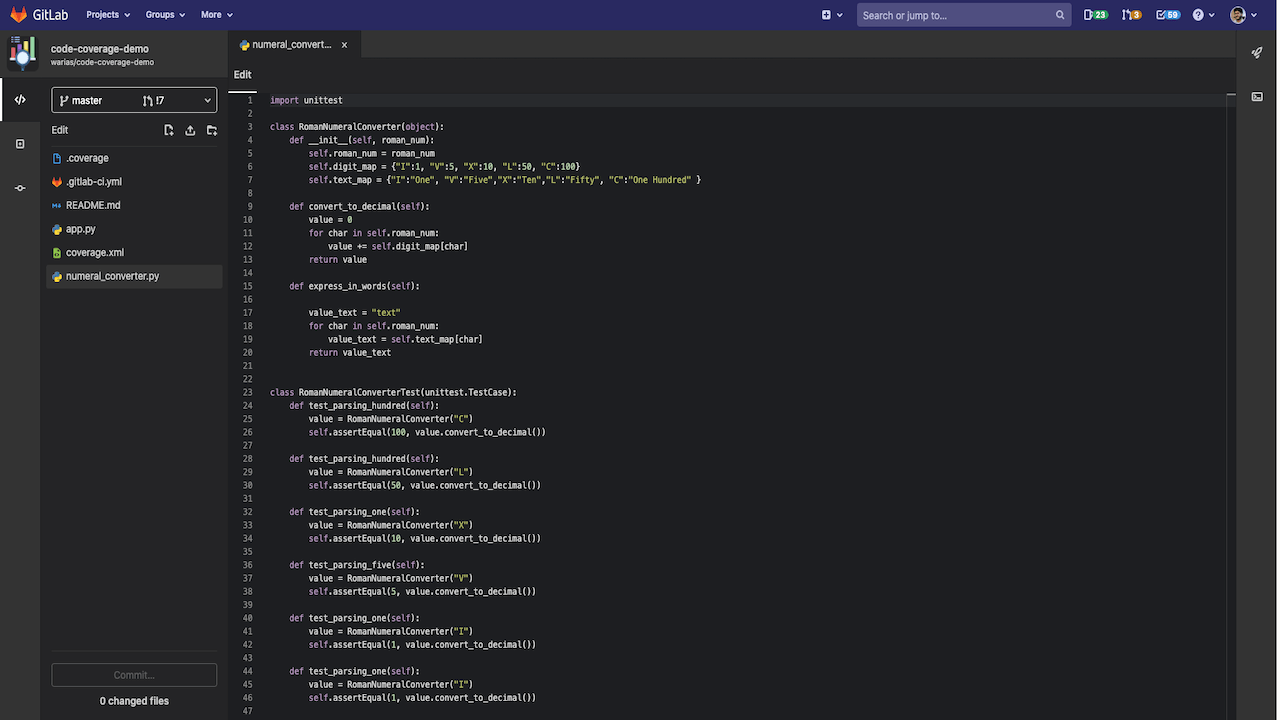 GitLab
Projects
Groups
More
Search or jump to...
23
3
59
code-coverage-demo
warias/code-coverage-demo
numeral_convert...
Edit
master
!7
Edit
.coverage
.gitlab-ci.yml
README.md
app.py
coverage.xml
numeral_converter.py
1 import unittest
2
3 class RomanNumeralConverter(object):
4     def __init__(self, roman_num):
5         self.roman_num = roman_num
6         self.digit_map = {"I":1, "V":5, "X":10, "L":50, "C":100}
7         self.text_map = {"I":"One", "V":"Five","X":"Ten","L":"Fifty", "C":"One Hundred" }
8
9     def convert_to_decimal(self):
10         value = 0
11         for char in self.roman_num:
12             value += self.digit_map[char]
13         return value
14
15     def express_in_words(self):
16
17         value_text = "text"
18         for char in self.roman_num:
19             value_text = self.text_map[char]
20         return value_text
21
22
23 class RomanNumeralConverterTest(unittest.TestCase):
24     def test_parsing_hundred(self):
25         value = RomanNumeralConverter("C")
26         self.assertEqual(100, value.convert_to_decimal())
27
28     def test_parsing_hundred(self):
29         value = RomanNumeralConverter("L")
30         self.assertEqual(50, value.convert_to_decimal())
31
32     def test_parsing_one(self):
33         value = RomanNumeralConverter("X")
34         self.assertEqual(10, value.convert_to_decimal())
35
36     def test_parsing_five(self):
37         value = RomanNumeralConverter("V")
38         self.assertEqual(5, value.convert_to_decimal())
39
40     def test_parsing_one(self):
41         value = RomanNumeralConverter("I")
42         self.assertEqual(1, value.convert_to_decimal())
43
44     def test_parsing_one(self):
45         value = RomanNumeralConverter("I")
46         self.assertEqual(1, value.convert_to_decimal())
47
Commit...
0 changed files